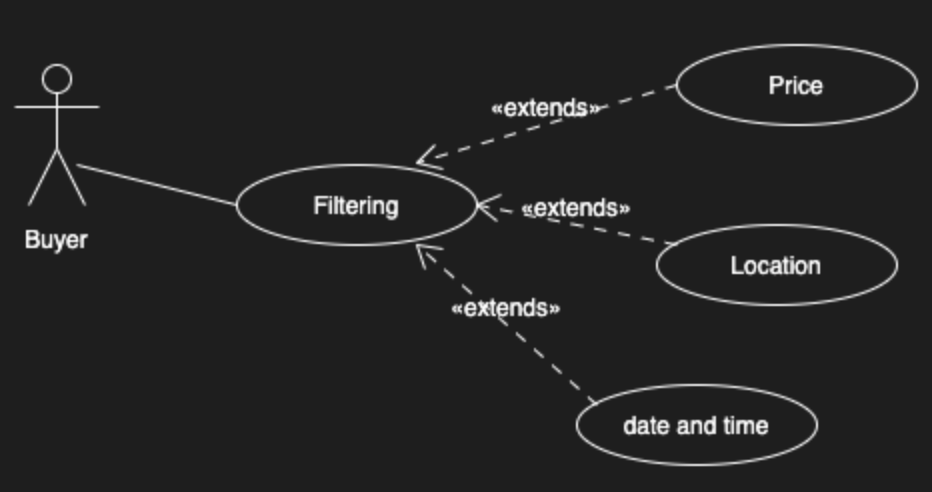 Price
«extends»
Filtering
«extends»
Buyer
Location
«extends»
date and time